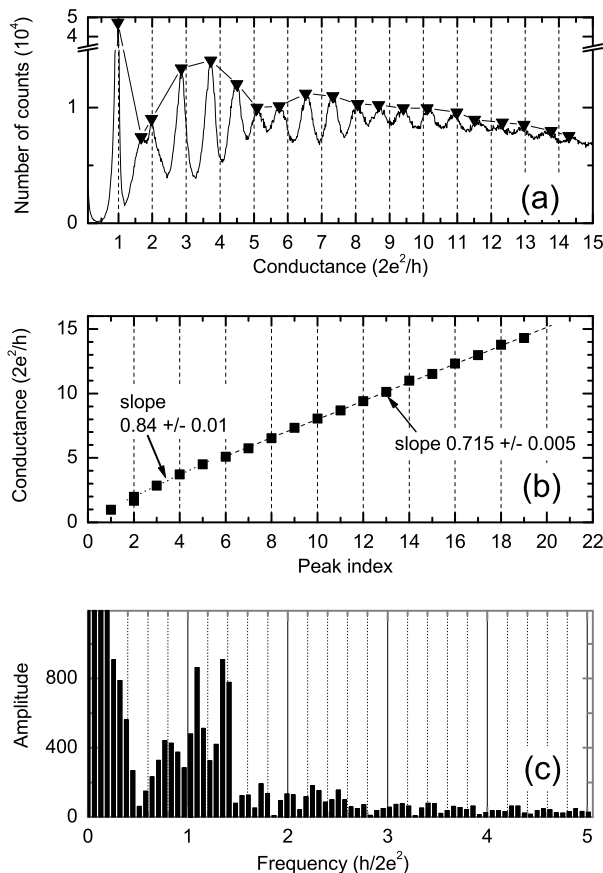 5
4
1
0
Number of counts (10⁴)
(a)
1 2 3 4 5 6 7 8 9 10 11 12 13 14 15
Conductance (2e²/h)
15
10
5
0
Conductance (2e²/h)
slope
0.84 +/- 0.01
slope 0.715 +/- 0.005
(b)
0 2 4 6 8 10 12 14 16 18 20 22
Peak index
800
400
0
Amplitude
(c)
0 1 2 3 4 5
Frequency (h/2e²)